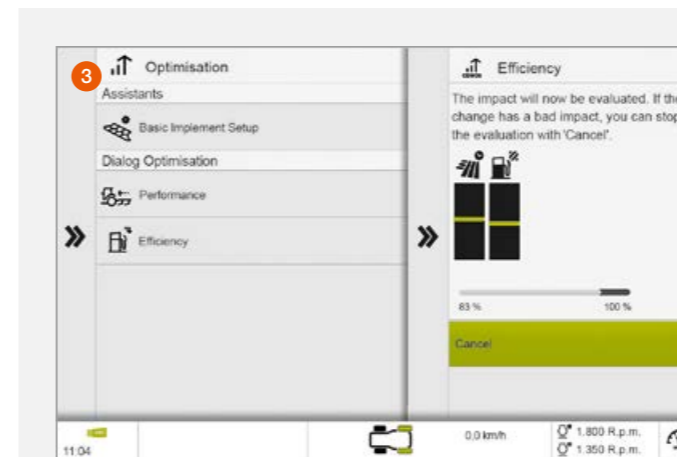 3
Optimisation
Assistants
Basic Implement Setup
Dialog Optimisation
Performance
Efficiency
Efficiency
The impact will now be evaluated. If the
change has a bad impact, you can stop
the evaluation with 'Cancel'.
83 %
100 %
Cancel
11:04
0,0 km/h
1.800 R.p.m.
1.350 R.p.m.